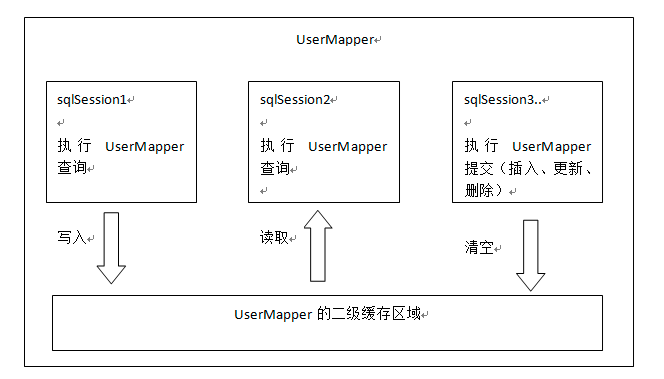 UserMapper
sqlSession1
执行 UserMapper
查询
写入
sqlSession2
执行 UserMapper
查询
读取
sqlSession3..
执行 UserMapper
提交（插入、更新、
删除）
清空
UserMapper 的二级缓存区域